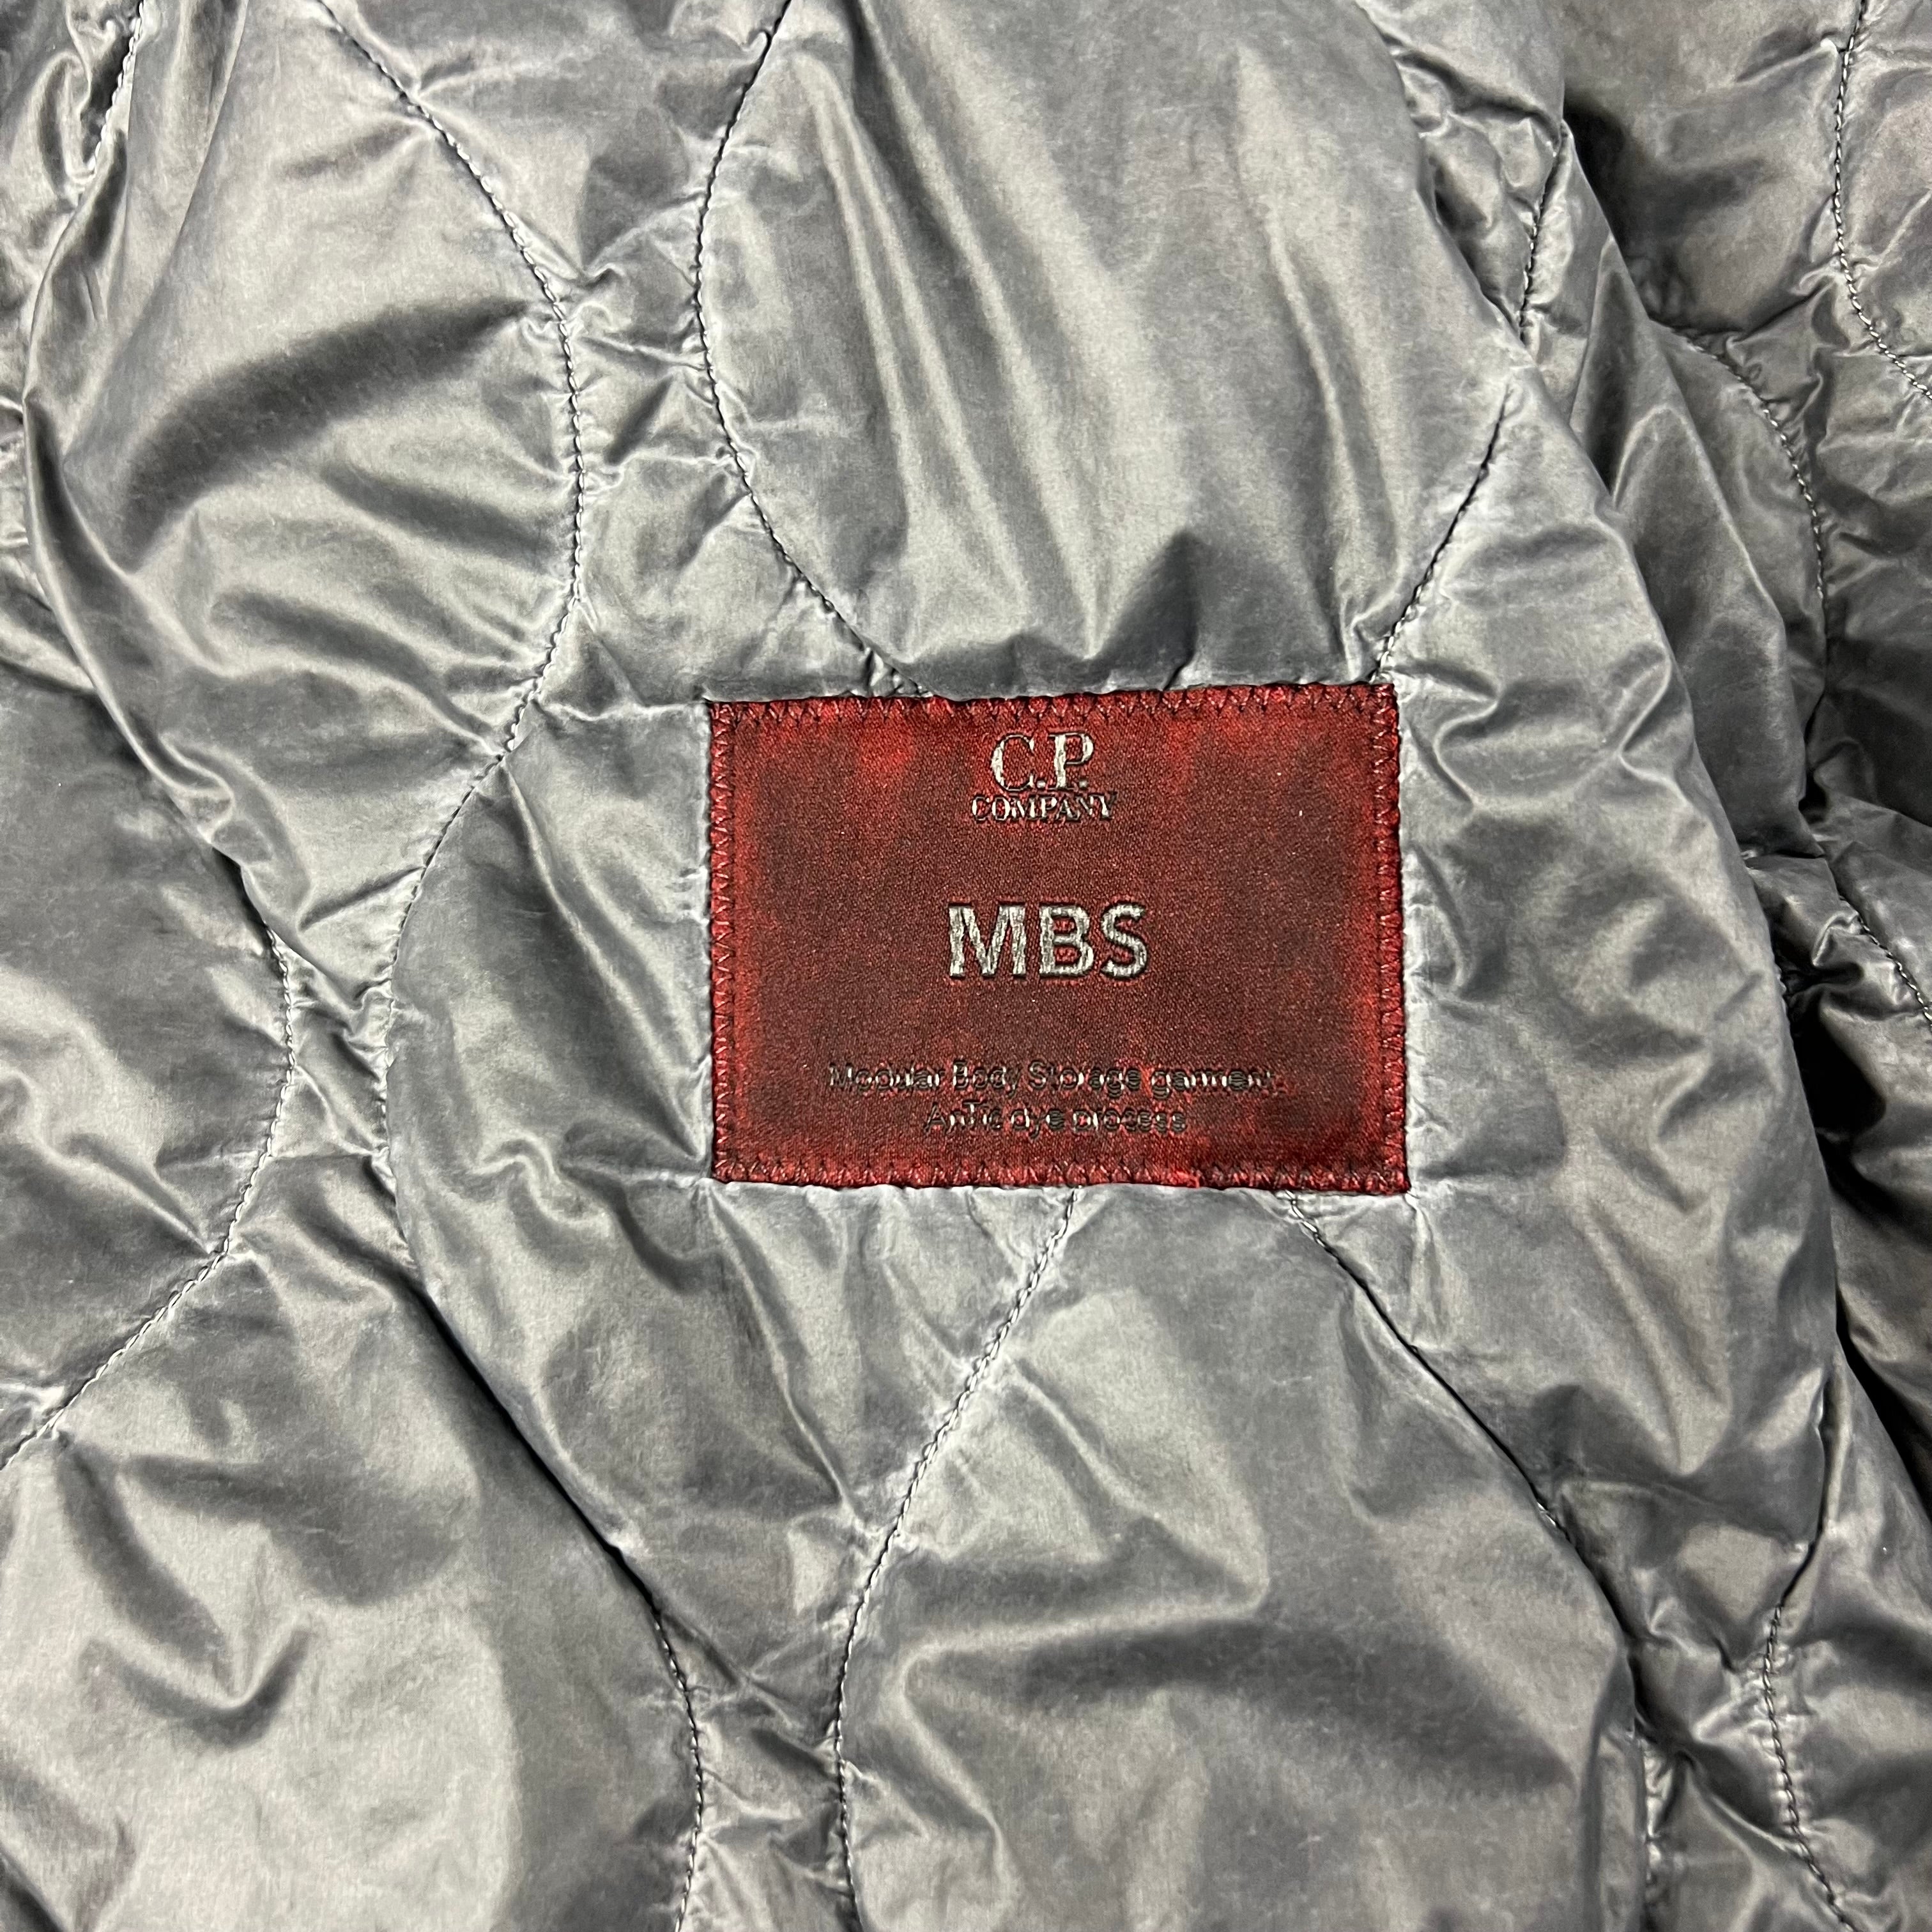 C.P.
COMPANY
MBS
Modular Body Storage garment,
AnTic dye process